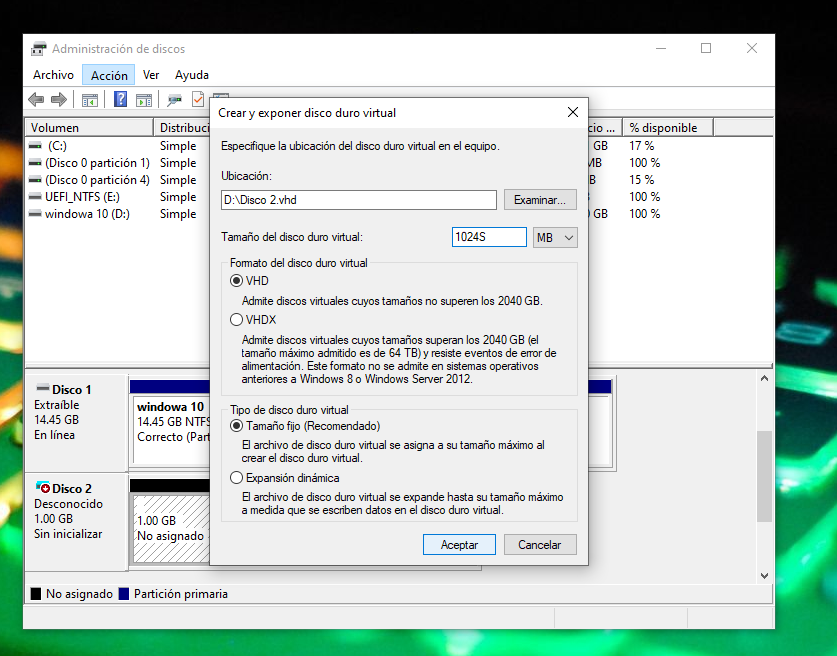 Administración de discos
Archivo Acción Ver Ayuda
Crear y exponer disco duro virtual
Especifique la ubicación del disco duro virtual en el equipo.
Ubicación:
D:\Disco 2.vhd
Examinar...
Tamaño del disco duro virtual:
1024S
MB
Formato del disco duro virtual
VHD
Admite discos virtuales cuyos tamaños no superen los 2040 GB.
VHDX
Admite discos virtuales cuyos tamaños superan los 2040 GB (el
tamaño máximo admitido es de 64 TB) y resiste eventos de error de
alimentación. Este formato no se admite en sistemas operativos
anteriores a Windows 8 o Windows Server 2012.
Tipo de disco duro virtual
Tamaño fijo (Recomendado)
El archivo de disco duro virtual se asigna a su tamaño máximo al
crear el disco duro virtual.
Expansión dinámica
El archivo de disco duro virtual se expande hasta su tamaño máximo
a medida que se escriben datos en el disco duro virtual.
Aceptar Cancelar
Volumen Distribuci cio ... % disponible
(C:) Simple GB 17 %
(Disco 0 partición 1) Simple MB 100 %
(Disco 0 partición 4) Simple B 15 %
UEFI_NTFS (E:) Simple 100 %
windowa 10 (D:) Simple GB 100 %
Disco 1
Extraíble
14.45 GB
En línea
windowa 10
14.45 GB NTFS
Correcto (Part
Disco 2
Desconocido
1.00 GB
Sin inicializar
1.00 GB
No asignado
No asignado Partición primaria